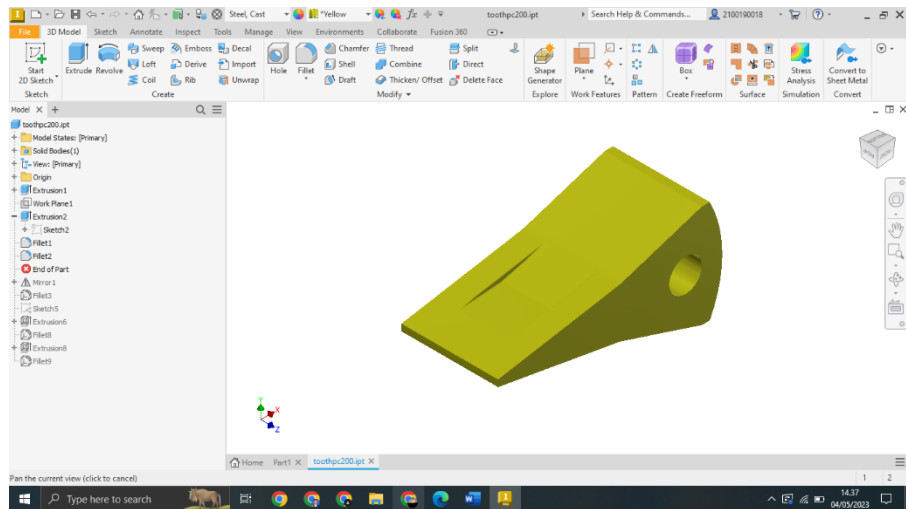 Steel, Cast *Yellow fx toothpc200.ipt Search Help & Commands... 2100190018
File 3D Model Sketch Annotate Inspect Tools Manage View Environments Collaborate Fusion 360
Sweep Emboss Decal Chamfer Thread Split
Start 2D Sketch Extrude Revolve Loft Derive Import Hole Fillet Shell Combine Direct Shape Generator Plane Box Stress Analysis Convert to Sheet Metal
Coil Rib Unwrap Draft Thicken/ Offset Delete Face
Sketch Create Modify Explore Work Features Pattern Create Freeform Surface Simulation Convert
Model
toothpc200.ipt
Model States: [Primary]
Solid Bodies(1)
View: [Primary]
Origin
Extrusion1
Work Plane1
Extrusion2
Sketch2
Fillet1
Fillet2
End of Part
Mirror1
Fillet3
Sketch5
Extrusion6
Fillet8
Extrusion8
Fillet9
Y
X
Z
Home Part1 toothpc200.ipt
Pan the current view (click to cancel) 1 2
Type here to search 14.37
04/05/2023